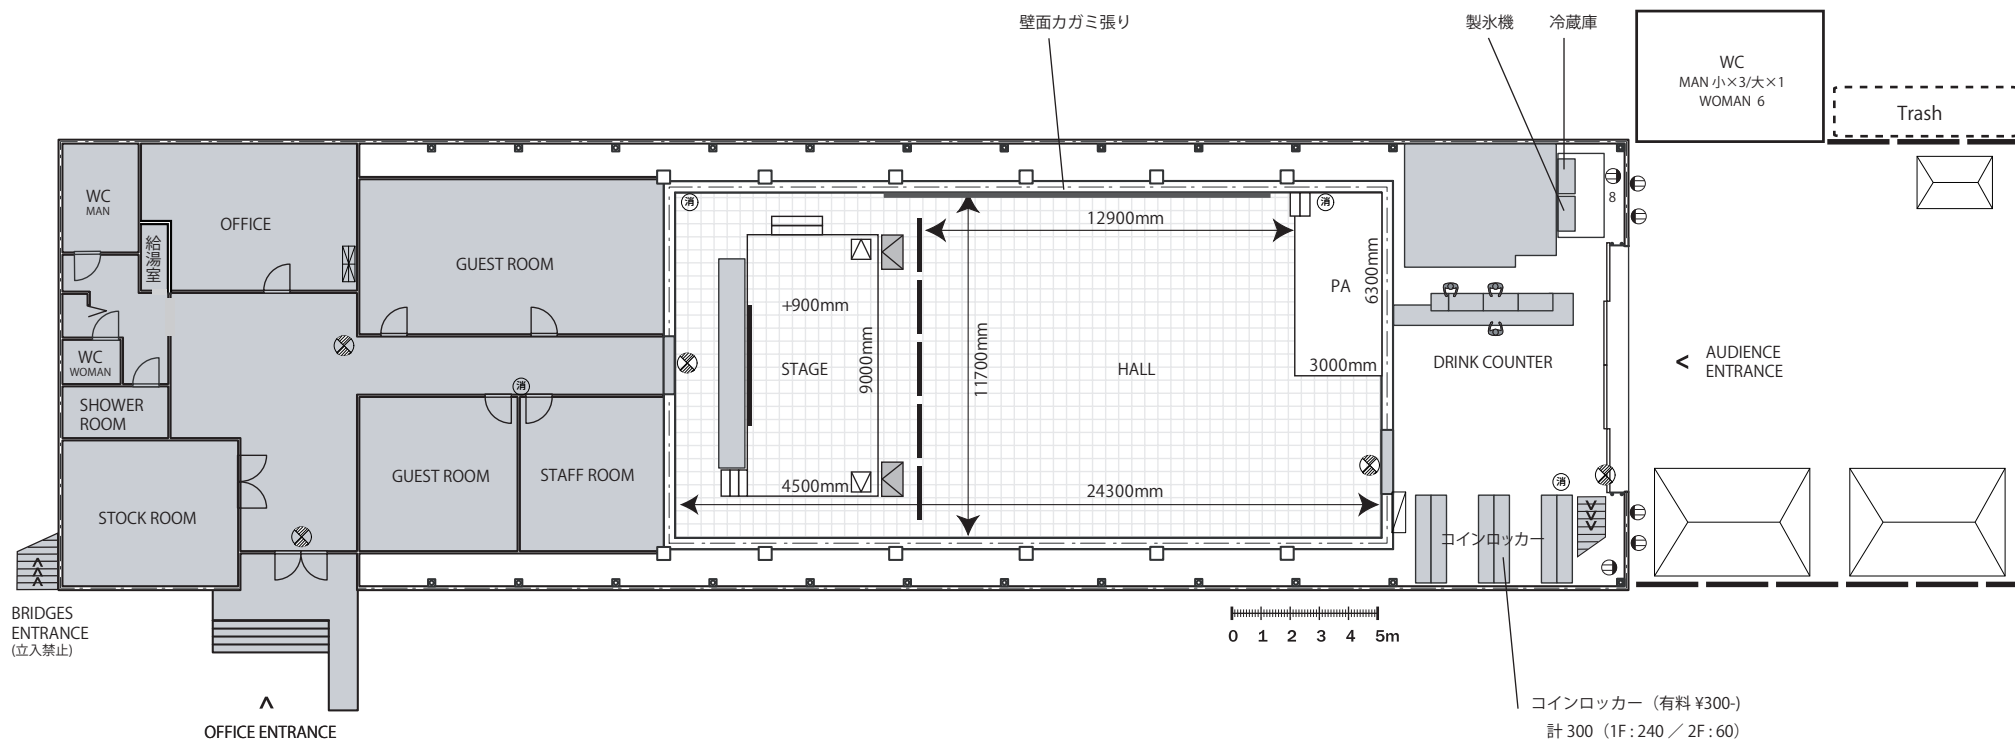 壁面カガミ張り
製氷機
冷蔵庫
WC
MAN 小×3/大×1
WOMAN 6
Trash
WC
MAN
OFFICE
給湯室
GUEST ROOM
消
12900mm
消
8
+900mm
PA
6300mm
STAGE
9000mm
11700mm
HALL
3000mm
DRINK COUNTER
< AUDIENCE
ENTRANCE
WC
WOMAN
SHOWER
ROOM
消
GUEST ROOM
STAFF ROOM
4500mm
24300mm
消
STOCK ROOM
コインロッカー
BRIDGES
ENTRANCE
(立入禁止)
0 1 2 3 4 5m
OFFICE ENTRANCE
コインロッカー（有料 ¥300-)
計 300（1F : 240 ／ 2F : 60）